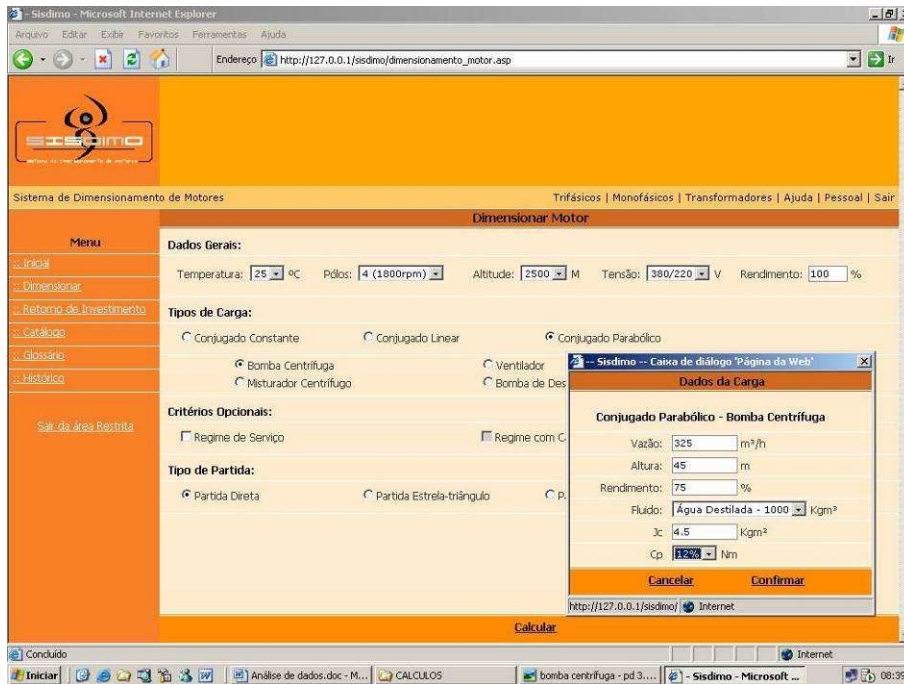 - Sisdimo - Microsoft Internet Explorer
Arquivo Editar Exibir Favoritos Ferramentas Ajuda
Endereço http://127.0.0.1/sisdimo/dimensionamento_motor.asp Ir
SISDIMO
Sistema de Dimensionamento de Motores Trifásicos | Monofásicos | Transformadores | Ajuda | Pessoal | Sair
Dimensionar Motor
Menu
:: Inicial
:: Dimensionar
:: Retorno de Investimento
:: Catálogo
:: Glossário
:: Histórico
Sair da área Restrita
Dados Gerais:
Temperatura: 25 ºC Pólos: 4 (1800rpm) Altitude: 2500 M Tensão: 380/220 V Rendimento: 100 %
Tipos de Carga:
Conjugado Constante Conjugado Linear Conjugado Parabólico
Bomba Centrífuga Ventilador
Misturador Centrífugo Bomba de Des
Critérios Opcionais:
Regime de Serviço Regime com C
Tipo de Partida:
Partida Direta Partida Estrela-triângulo P
Calcular
-- Sisdimo -- Caixa de diálogo 'Página da Web'
Dados da Carga
Conjugado Parabólico - Bomba Centrífuga
Vazão: 325 m³/h
Altura: 45 m
Rendimento: 75 %
Fluido: Água Destilada - 1000 Kgm³
Jc 4.5 Kgm²
Cp 12% Nm
Cancelar Confirmar
http://127.0.0.1/sisdimo/ Internet
Concluído Internet
Iniciar Análise de dados.doc - M... CALCULOS bomba centrífuga - pd 3.... - Sisdimo - Microsoft ... 08:39